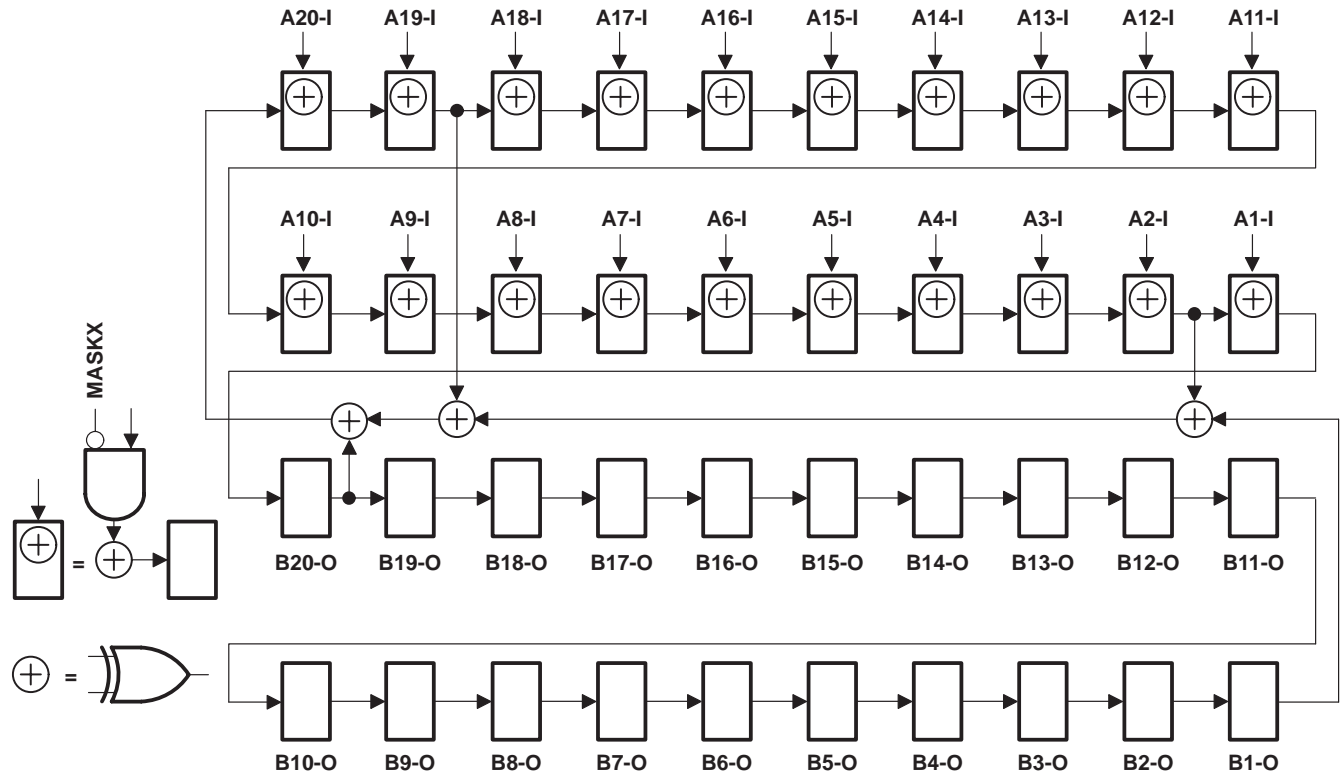 A20-I A19-I A18-I A17-I A16-I A15-I A14-I A13-I A12-I A11-I
A10-I A9-I A8-I A7-I A6-I A5-I A4-I A3-I A2-I A1-I
MASKX
B20-O B19-O B18-O B17-O B16-O B15-O B14-O B13-O B12-O B11-O
=
=
B10-O B9-O B8-O B7-O B6-O B5-O B4-O B3-O B2-O B1-O